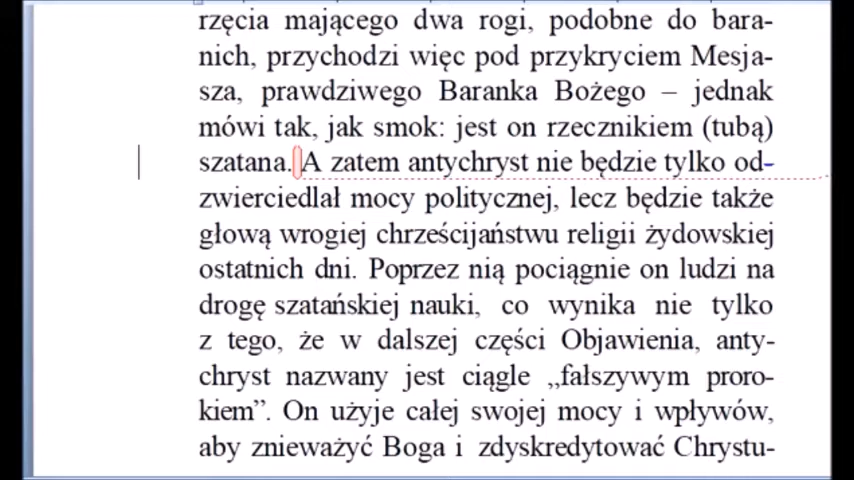 rzęcia mającego dwa rogi, podobne do bara-
nich, przychodzi więc pod przykryciem Mesja-
sza, prawdziwego Baranka Bożego – jednak
mówi tak, jak smok: jest on rzecznikiem (tubą)
szatana. A zatem antychryst nie będzie tylko od-
zwierciedlał mocy politycznej, lecz będzie także
głową wrogiej chrześcijaństwu religii żydowskiej
ostatnich dni. Poprzez nią pociągnie on ludzi na
drogę szatańskiej nauki, co wynika nie tylko
z tego, że w dalszej części Objawienia, anty-
chryst nazwany jest ciągle „fałszywym proro-
kiem”. On użyje całej swojej mocy i wpływów,
aby znieważyć Boga i zdyskredytować Chrystu-